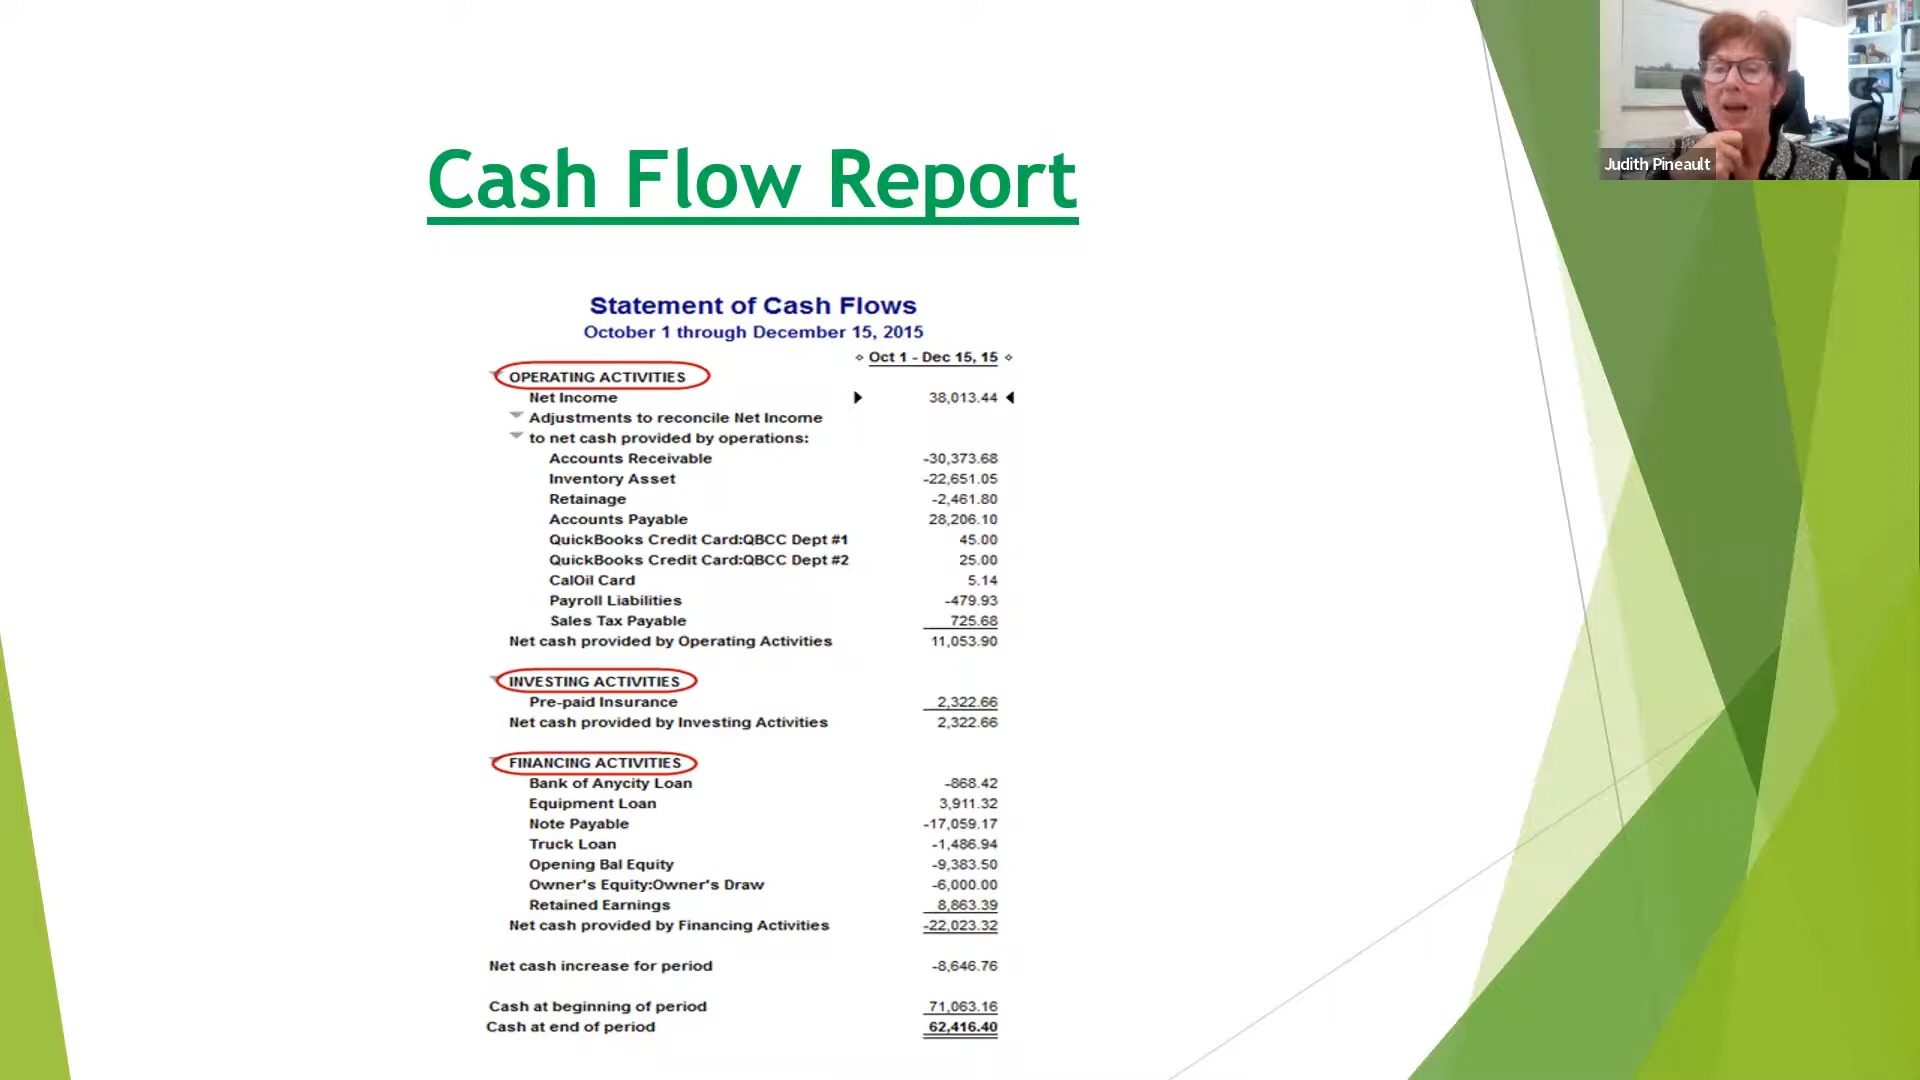 Judith Pineault
Cash Flow Report
Statement of Cash Flows
October 1 through December 15, 2015
Oct 1 - Dec 15, 15
OPERATING ACTIVITIES
Net Income 38,013.44
Adjustments to reconcile Net Income
to net cash provided by operations:
Accounts Receivable -30,373.68
Inventory Asset -22,651.05
Retainage -2,461.80
Accounts Payable 28,206.10
QuickBooks Credit Card:QBCC Dept #1 45.00
QuickBooks Credit Card:QBCC Dept #2 25.00
CalOil Card 5.14
Payroll Liabilities -479.93
Sales Tax Payable 725.68
Net cash provided by Operating Activities 11,053.90
INVESTING ACTIVITIES
Pre-paid Insurance 2,322.66
Net cash provided by Investing Activities 2,322.66
FINANCING ACTIVITIES
Bank of Anycity Loan -868.42
Equipment Loan 3,911.32
Note Payable -17,059.17
Truck Loan -1,486.94
Opening Bal Equity -9,383.50
Owner's Equity:Owner's Draw -6,000.00
Retained Earnings 8,863.39
Net cash provided by Financing Activities -22,023.32
Net cash increase for period -8,646.76
Cash at beginning of period 71,063.16
Cash at end of period 62,416.40